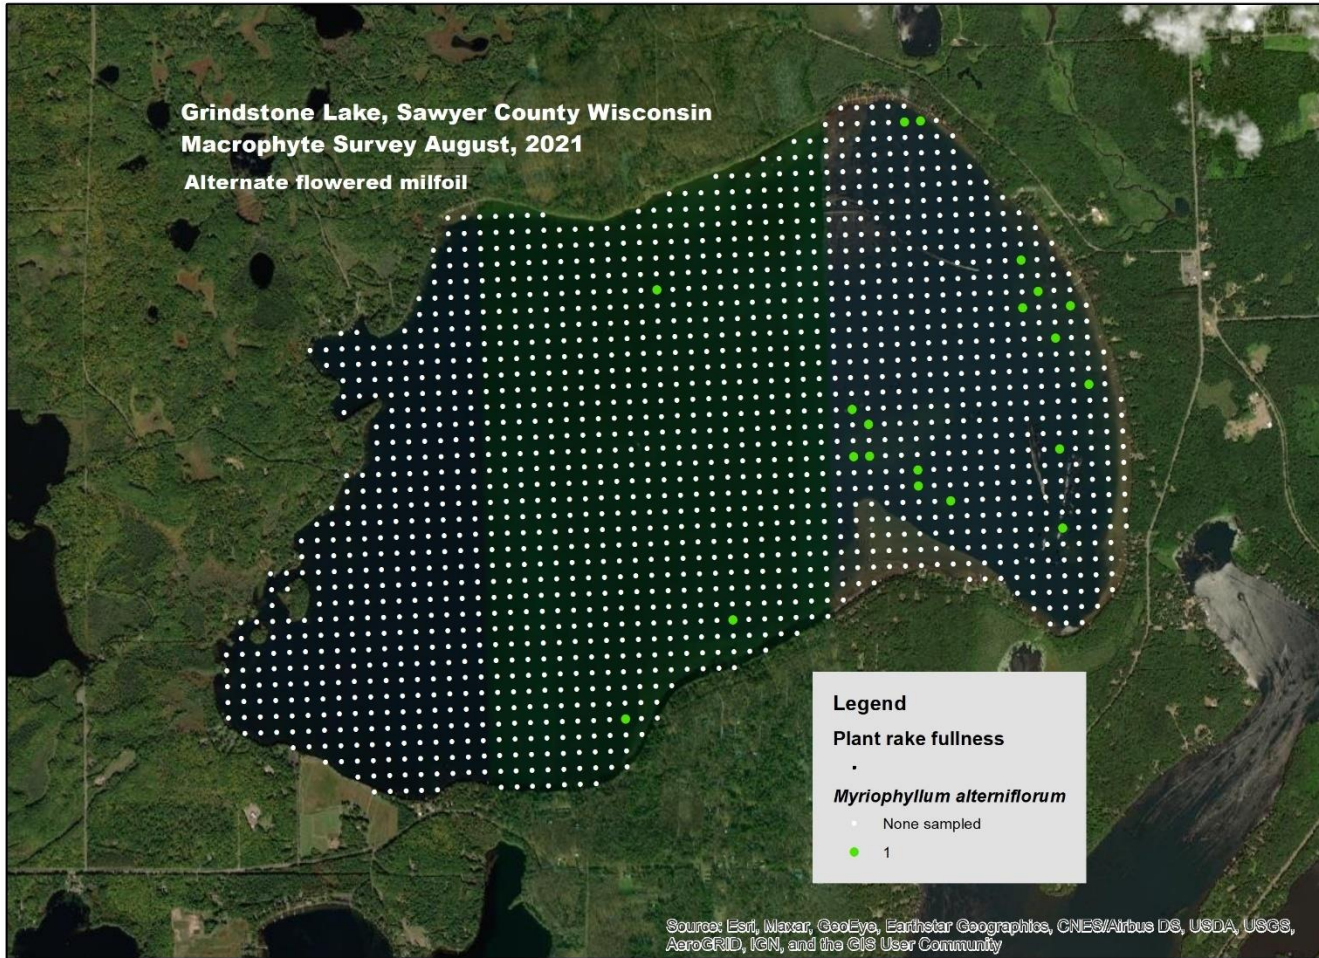 Grindstone Lake, Sawyer County Wisconsin
Macrophyte Survey August, 2021
Alternate flowered milfoil
Legend
Plant rake fullness
Myriophyllum alterniflorum
None sampled
1
Source: Esri, Maxar, GeoEye, Earthstar Geographics, CNES/Airbus DS, USDA, USGS,
AeroGRID, IGN, and the GIS User Community